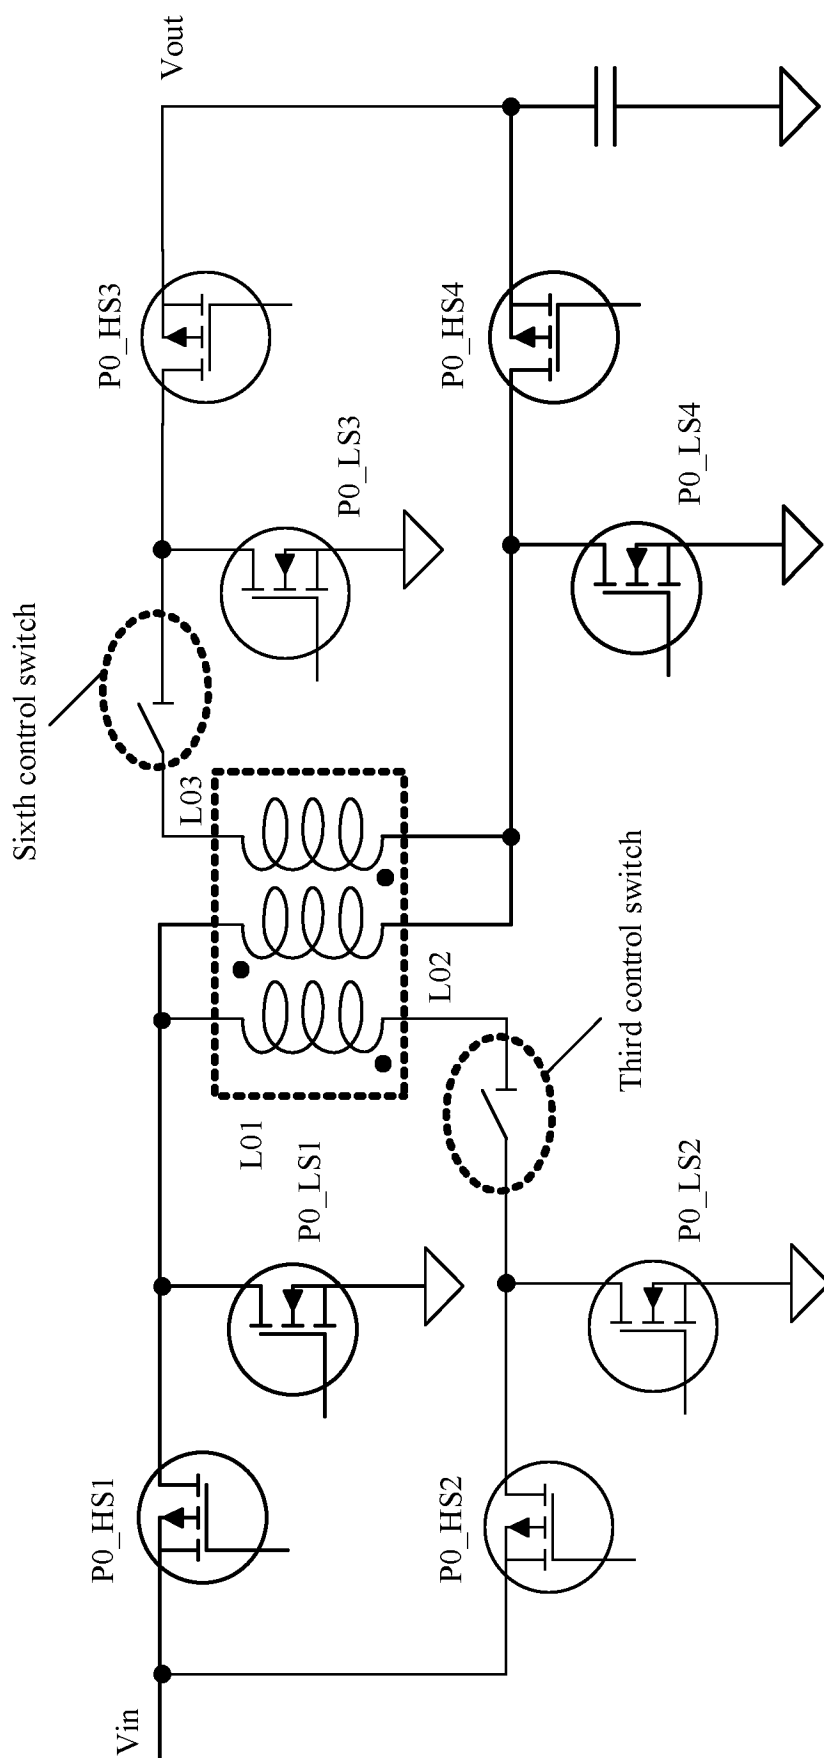 Vout
P0_HS3
P0_HS4
P0_LS3
P0_LS4
Sixth control switch
L03
L02
Third control switch
L01
P0_LS1
P0_LS2
P0_HS1
P0_HS2
Vin